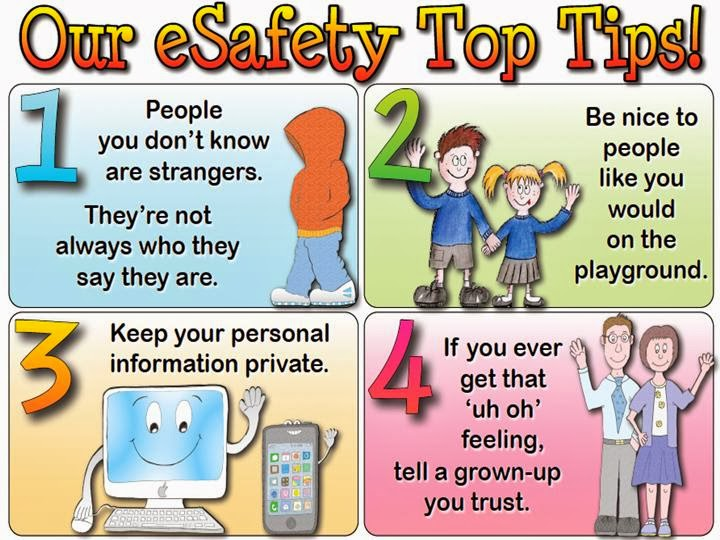 Our eSafety Top Tips!
1
People
you don't know
are strangers.
They're not
always who they
say they are.
2
Be nice to
people
like you
would
on the
playground.
3
Keep your personal
information private.
4
If you ever
get that
‘uh oh’
feeling,
tell a grown-up
you trust.